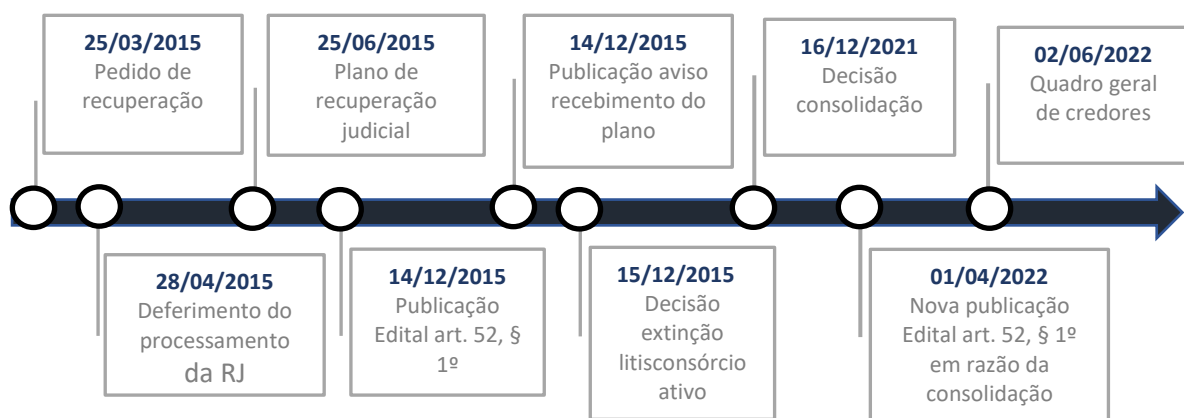 25/03/2015
Pedido de
recuperação
25/06/2015
Plano de
recuperação
judicial
14/12/2015
Publicação aviso
recebimento do
plano
16/12/2021
Decisão
consolidação
02/06/2022
Quadro geral
de credores
28/04/2015
Deferimento do
processamento
da RJ
14/12/2015
Publicação
Edital art. 52, §
1º
15/12/2015
Decisão
extinção
litisconsórcio
ativo
01/04/2022
Nova publicação
Edital art. 52, § 1º
em razão da
consolidação